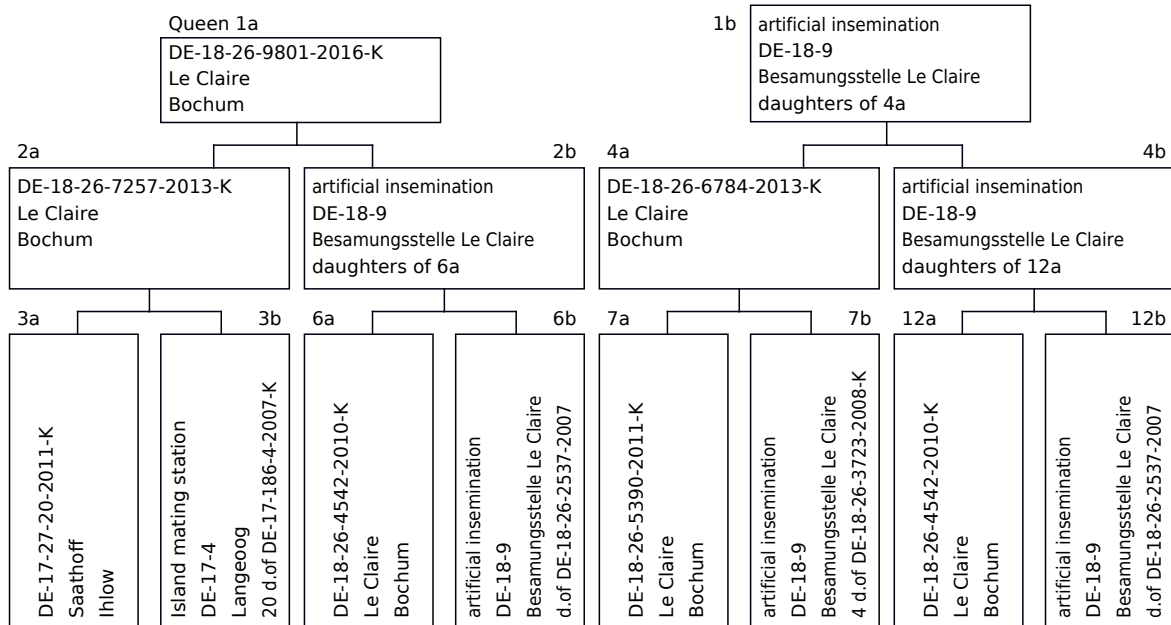 Queen 1a
DE-18-26-9801-2016-K
Le Claire
Bochum
1b
artificial insemination
DE-18-9
Besamungsstelle Le Claire
daughters of 4a
2a
DE-18-26-7257-2013-K
Le Claire
Bochum
2b
artificial insemination
DE-18-9
Besamungsstelle Le Claire
daughters of 6a
4a
DE-18-26-6784-2013-K
Le Claire
Bochum
4b
artificial insemination
DE-18-9
Besamungsstelle Le Claire
daughters of 12a
3a
DE-17-27-20-2011-K
Saathoff
Ihlow
3b
Island mating station
DE-17-4
Langeoog
20 d.of DE-17-186-4-2007-K
6a
DE-18-26-4542-2010-K
Le Claire
Bochum
6b
artificial insemination
DE-18-9
Besamungsstelle Le Claire
d.of DE-18-26-2537-2007
7a
DE-18-26-5390-2011-K
Le Claire
Bochum
7b
artificial insemination
DE-18-9
Besamungsstelle Le Claire
4 d.of DE-18-26-3723-2008-K
12a
DE-18-26-4542-2010-K
Le Claire
Bochum
12b
artificial insemination
DE-18-9
Besamungsstelle Le Claire
d.of DE-18-26-2537-2007